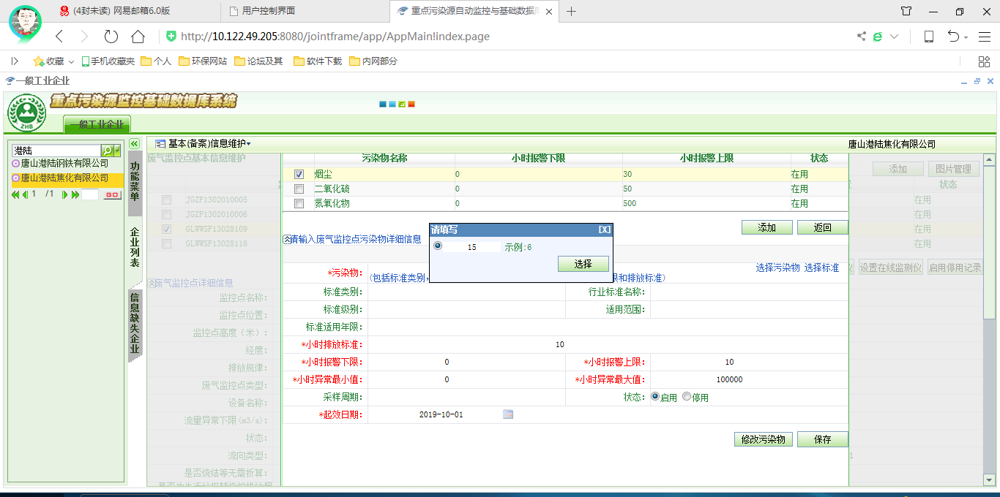 (4封未读) 网易邮箱6.0版
用户控制界面
重点污染源自动监控与基础数据库
http://10.122.49.205:8080/jointframe/app/AppMain!index.page
收藏 手机收藏夹 个人 环保网站 论坛及其 软件下载 内网部分
一般工业企业
重点污染源监控基础数据库系统
ZHB
一般工业企业
港陆
唐山港陆钢铁有限公司
唐山港陆焦化有限公司
1 /1 GO
功能菜单
企业列表
信息缺失企业
基本(备案)信息维护
唐山港陆焦化有限公司
废气监控点基本信息维护
添加 图片管理
状态
JGZF1302010005 在用
JGZF1302010006 在用
GLWWSF13028109 在用
GLWWSF13028118 在用
设置在线监测仪 启用停用记录
废气监控点详细信息
监控点名称:
监控点位置:
监控点高度（米）:
经度:
排放规律:
废气监控点类型:
设备名称:
流量异常下限(m3/s):
状态:
流向类型:
是否烧结等无需折算:
1
污染物名称 小时报警下限 小时报警上限 状态
烟尘 0 30 在用
二氧化硫 0 50 在用
氮氧化物 0 500 在用
添加 返回
请输入废气监控点污染物详细信息
请填写 [X]
15 示例:6
选择
选择污染物 选择标准
*污染物:
(包括标准类别, 限和排放标准)
标准类别: 行业标准名称:
标准级别: 适用范围:
标准适用年限:
*小时排放标准: 10
*小时报警下限: 0 *小时报警上限: 10
*小时异常最小值: 0 *小时异常最大值: 100000
采样周期: 状态: 启用 停用
*起效日期: 2019-10-01
修改污染物 保存